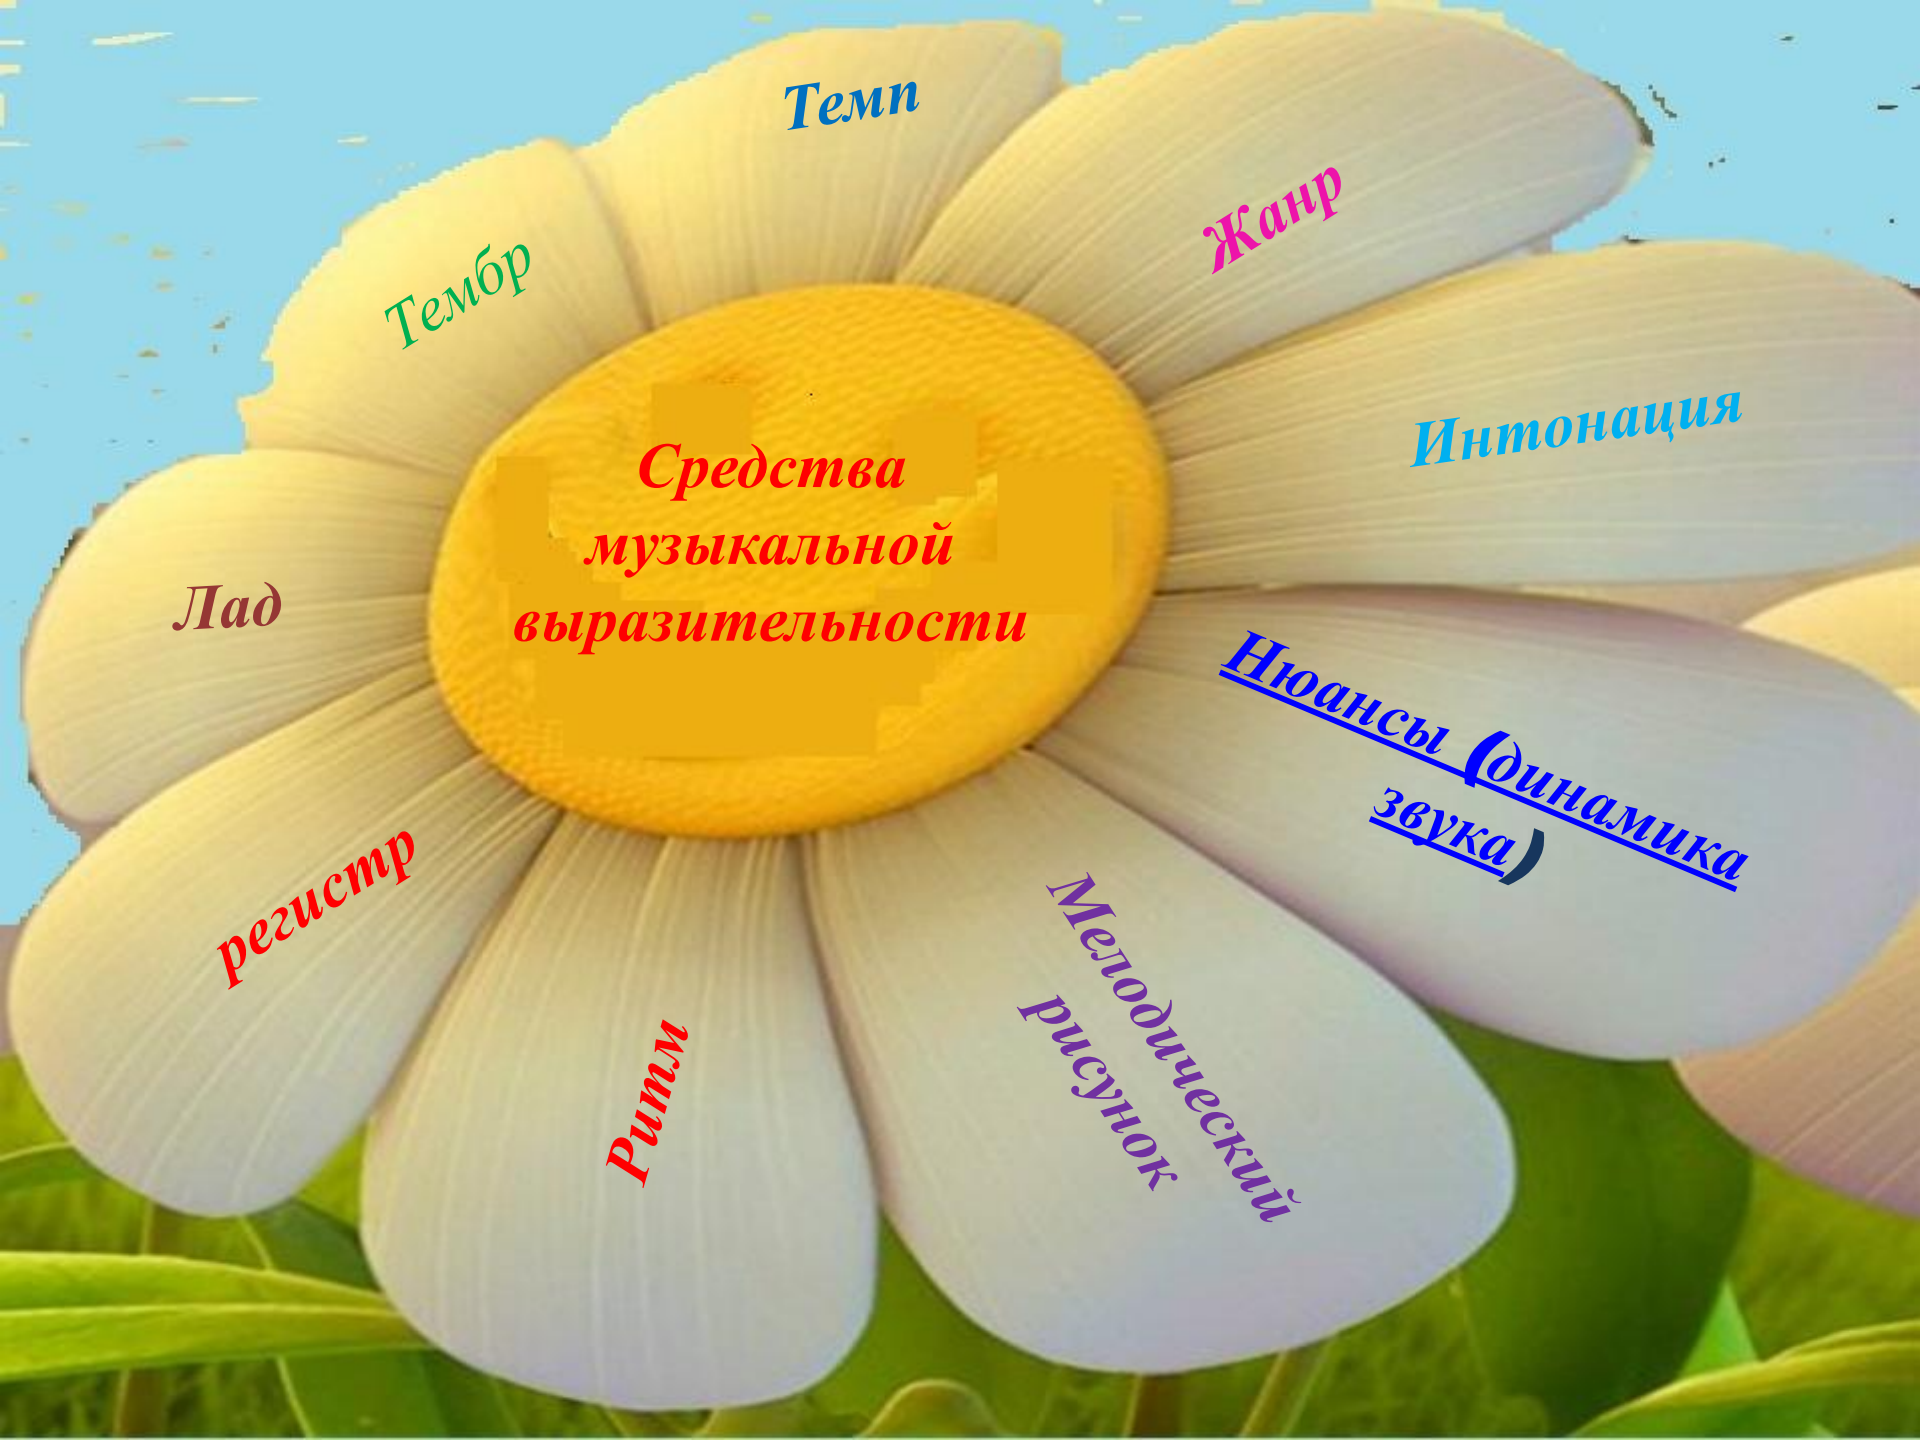 Темп
Жанр
Тембр
Интонация
Средства
музыкальной
выразительности
Лад
Нюансы (динамика
звука)
регистр
Мелодический
рисунок
Ритм